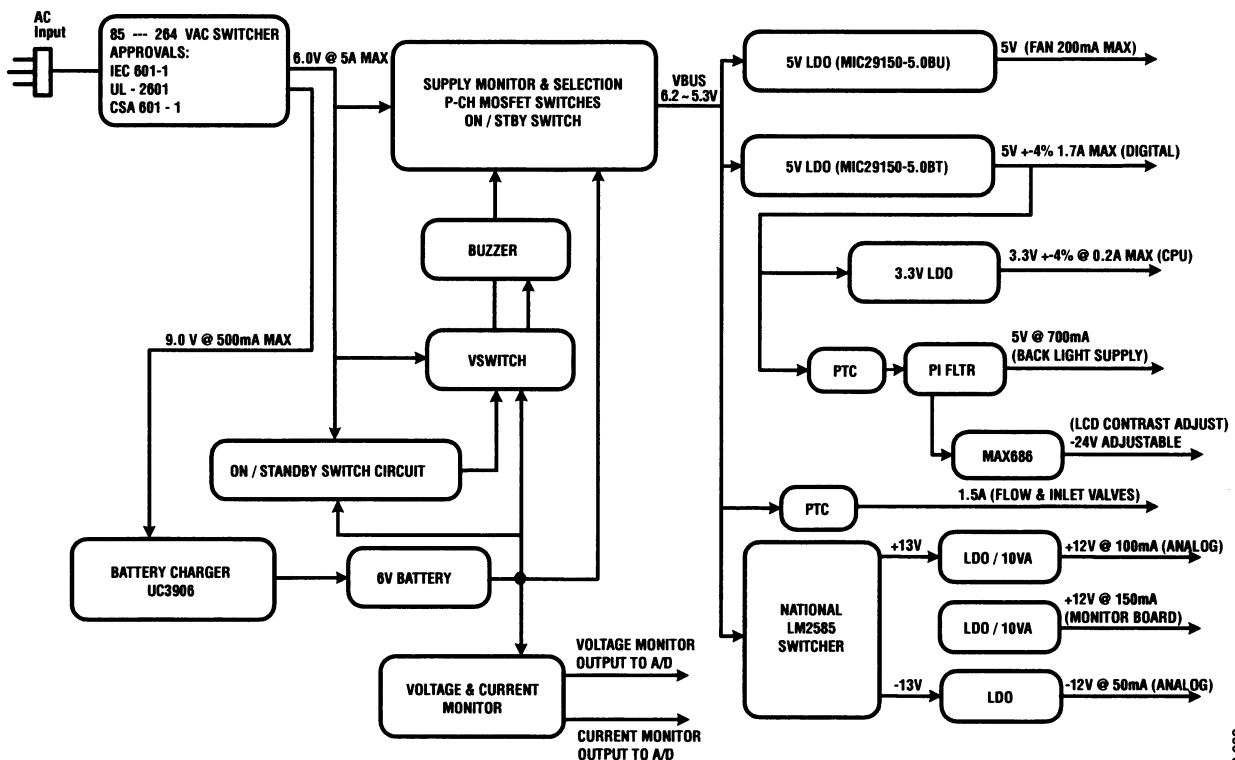 AC
Input
85 --- 264 VAC SWITCHER
APPROVALS:
IEC 601-1
UL - 2601
CSA 601 - 1
6.0V @ 5A MAX
SUPPLY MONITOR & SELECTION
P-CH MOSFET SWITCHES
ON / STBY SWITCH
VBUS
6.2 ~ 5.3V
5V LDO (MIC29150-5.0BU)
5V (FAN 200mA MAX)
5V LDO (MIC29150-5.0BT)
5V +-4% 1.7A MAX (DIGITAL)
BUZZER
3.3V LDO
3.3V +-4% @ 0.2A MAX (CPU)
9.0 V @ 500mA MAX
VSWITCH
PTC
PI FLTR
5V @ 700mA
(BACK LIGHT SUPPLY)
ON / STANDBY SWITCH CIRCUIT
MAX686
(LCD CONTRAST ADJUST)
-24V ADJUSTABLE
PTC
1.5A (FLOW & INLET VALVES)
BATTERY CHARGER
UC3906
6V BATTERY
NATIONAL
LM2585
SWITCHER
+13V
LDO / 10VA
+12V @ 100mA (ANALOG)
LDO / 10VA
+12V @ 150mA
(MONITOR BOARD)
-13V
LDO
-12V @ 50mA (ANALOG)
VOLTAGE & CURRENT
MONITOR
VOLTAGE MONITOR
OUTPUT TO A/D
CURRENT MONITOR
OUTPUT TO A/D